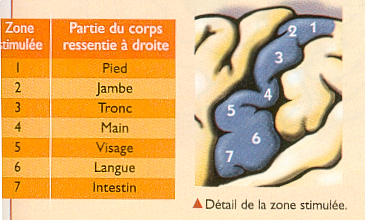 Zone stimulée Partie du corps ressentie à droite
1 Pied
2 Jambe
3 Tronc
4 Main
5 Visage
6 Langue
7 Intestin
1
2
3
4
5
6
7
▲ Détail de la zone stimulée.